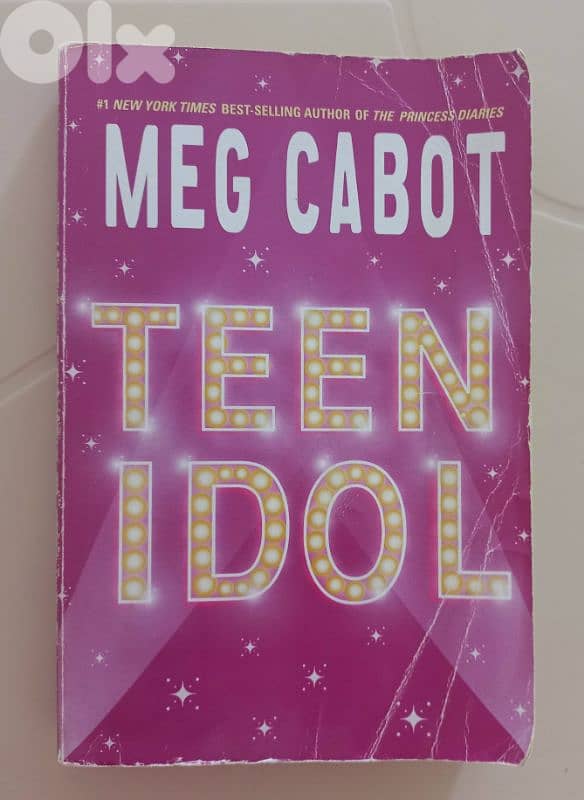 Olx
#1 NEW YORK TIMES BEST-SELLING AUTHOR OF THE PRINCESS DIARIES
MEG CABOT
TEEN
IDOL